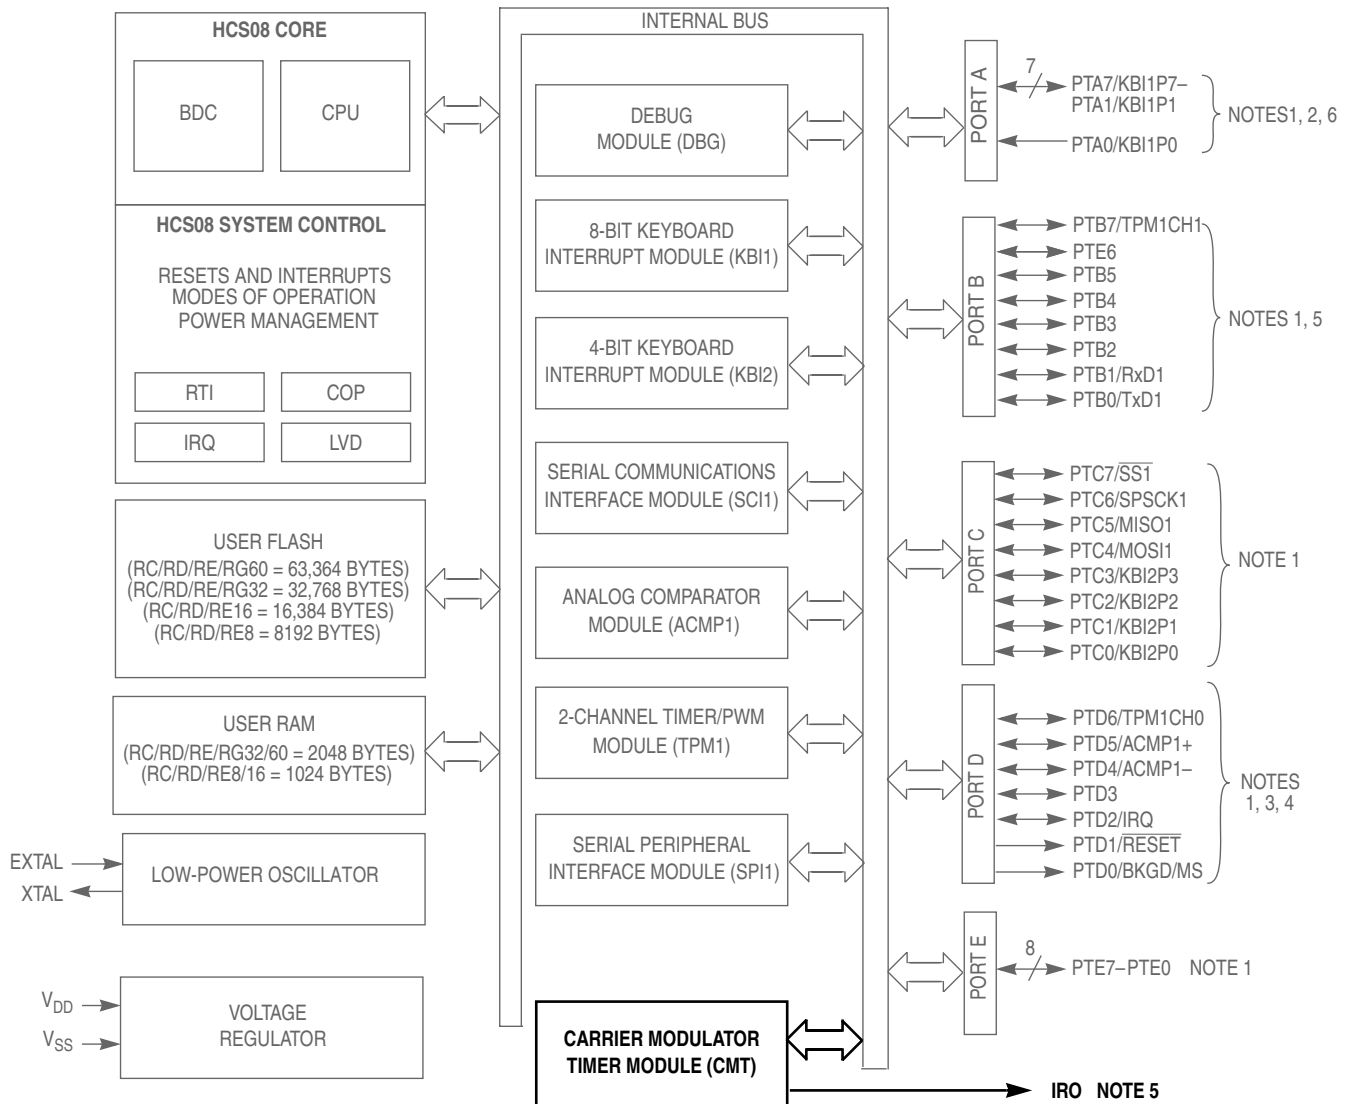 HCS08 CORE
BDC
CPU
HCS08 SYSTEM CONTROL
RESETS AND INTERRUPTS
MODES OF OPERATION
POWER MANAGEMENT
RTI
COP
IRQ
LVD
USER FLASH
(RC/RD/RE/RG60 = 63,364 BYTES)
(RC/RD/RE/RG32 = 32,768 BYTES)
(RC/RD/RE16 = 16,384 BYTES)
(RC/RD/RE8 = 8192 BYTES)
USER RAM
(RC/RD/RE/RG32/60 = 2048 BYTES)
(RC/RD/RE8/16 = 1024 BYTES)
EXTAL
XTAL
LOW-POWER OSCILLATOR
VDD
VSS
VOLTAGE
REGULATOR
INTERNAL BUS
DEBUG
MODULE (DBG)
8-BIT KEYBOARD
INTERRUPT MODULE (KBI1)
4-BIT KEYBOARD
INTERRUPT MODULE (KBI2)
SERIAL COMMUNICATIONS
INTERFACE MODULE (SCI1)
ANALOG COMPARATOR
MODULE (ACMP1)
2-CHANNEL TIMER/PWM
MODULE (TPM1)
SERIAL PERIPHERAL
INTERFACE MODULE (SPI1)
CARRIER MODULATOR
TIMER MODULE (CMT)
PORT A
7
PTA7/KBI1P7–
PTA1/KBI1P1
PTA0/KBI1P0
NOTES1, 2, 6
PORT B
PTB7/TPM1CH1
PTE6
PTB5
PTB4
PTB3
PTB2
PTB1/RxD1
PTB0/TxD1
NOTES 1, 5
PORT C
PTC7/SS1
PTC6/SPSCK1
PTC5/MISO1
PTC4/MOSI1
PTC3/KBI2P3
PTC2/KBI2P2
PTC1/KBI2P1
PTC0/KBI2P0
NOTE 1
PORT D
PTD6/TPM1CH0
PTD5/ACMP1+
PTD4/ACMP1–
PTD3
PTD2/IRQ
PTD1/RESET
PTD0/BKGD/MS
NOTES
1, 3, 4
PORT E
8
PTE7–PTE0 NOTE 1
IRO NOTE 5